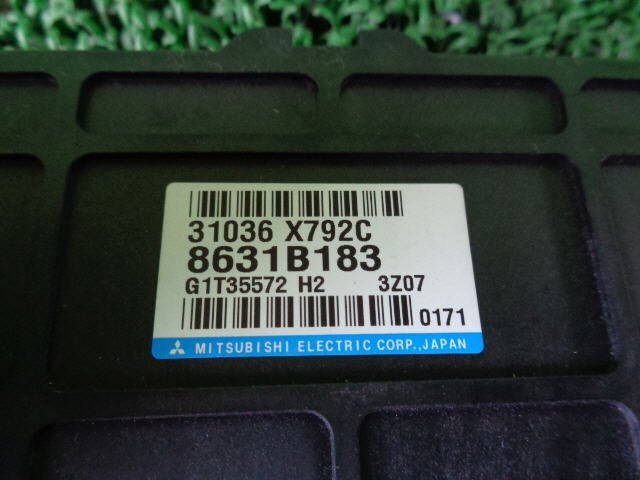 31036 X792C
8631B183
G1T35572 H2 3Z07
0171
MITSUBISHI ELECTRIC CORP., JAPAN